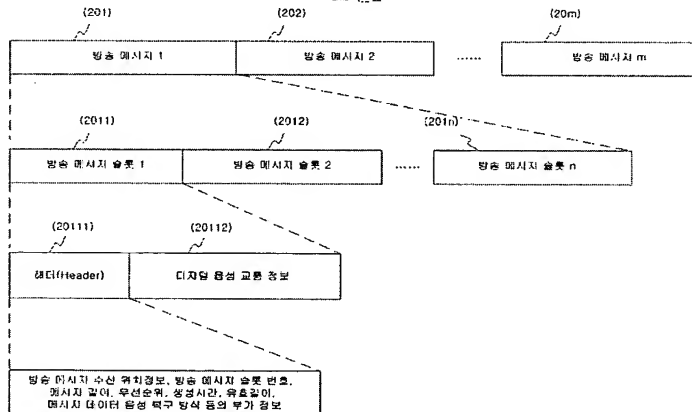 (201) (202) (20m)
방송 메시지 1 방송 메시지 2 ...... 방송 메시지 m
(2011) (2012) (201n)
방송 메시지 슬롯 1 방송 메시지 슬롯 2 ...... 방송 메시지 슬롯 n
(20111) (20112)
헤더(Header) 디지털 음성 교통 정보
방송 메시지 수신 위치정보, 방송 메시지 슬롯 번호,
메시지 길이, 우선순위, 생성시간, 유효길이,
메시지 데이터 음성 복구 방식 등의 부가 정보